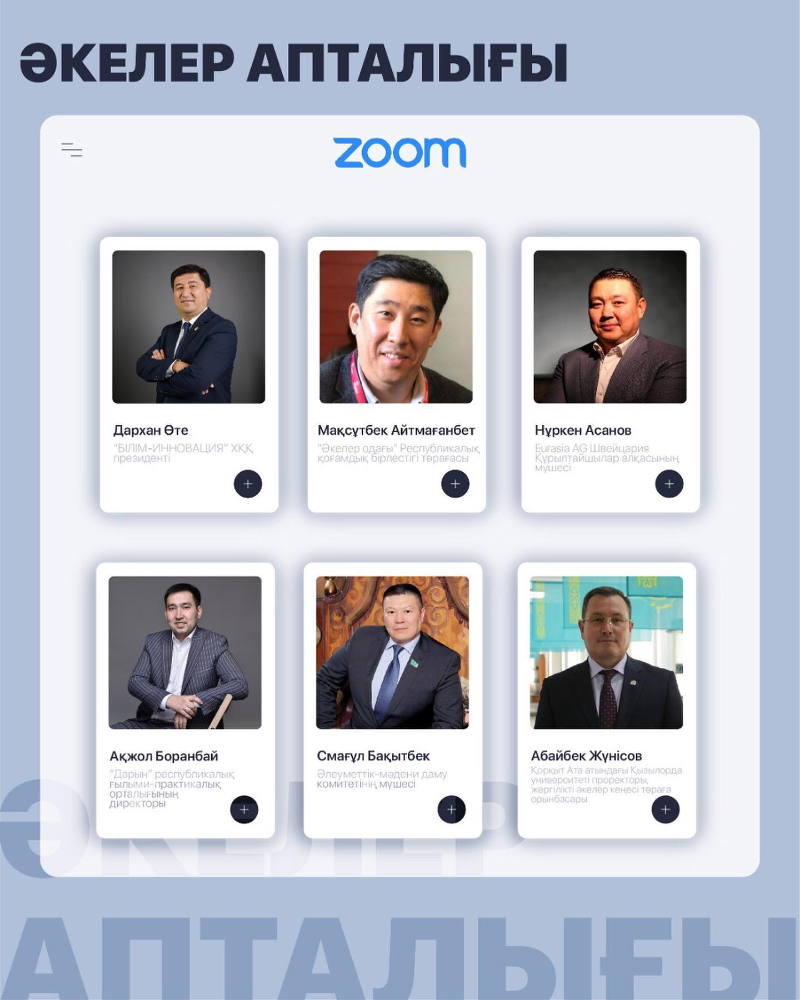 ӘКЕЛЕР АПТАЛЫҒЫ
zoom
Дархан Өте
"БІЛІМ-ИННОВАЦИЯ" ХҚҚ
президенті
Мақсұтбек Айтмағанбет
"Әкелер одағы" Республикалық
қоғамдық бірлестігі төрағасы
Нұркен Асанов
Eurasia AG Швейцария
Құрылтайшылар алқасының
мүшесі
Ақжол Боранбай
"Дарын" республикалық
ғылыми-практикалық
орталығының
директоры
Смағұл Бақытбек
Әлеуметтік-мәдени даму
комитетінің мүшесі
Абайбек Жүнісов
Қорқыт Ата атындағы Қызылорда
университеті проректоры,
жергілікті әкелер кеңесі төраға
орынбасары
ӘКЕЛЕР
АПТАЛЫҒЫ